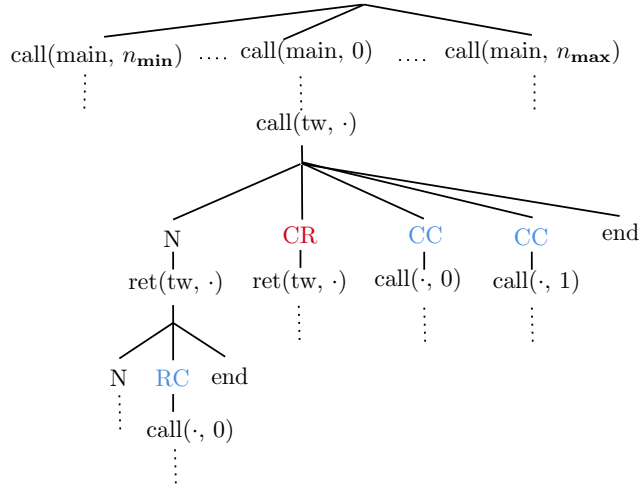 call(main, n_min) .... call(main, 0) .... call(main, n_max)
call(tw, ·)
N CR CC CC end
ret(tw, ·) ret(tw, ·) call(·, 0) call(·, 1)
N RC end
call(·, 0)